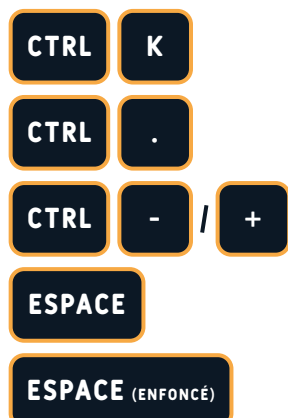 CTRL K
CTRL .
CTRL - / +
ESPACE
ESPACE (ENFONCÉ)